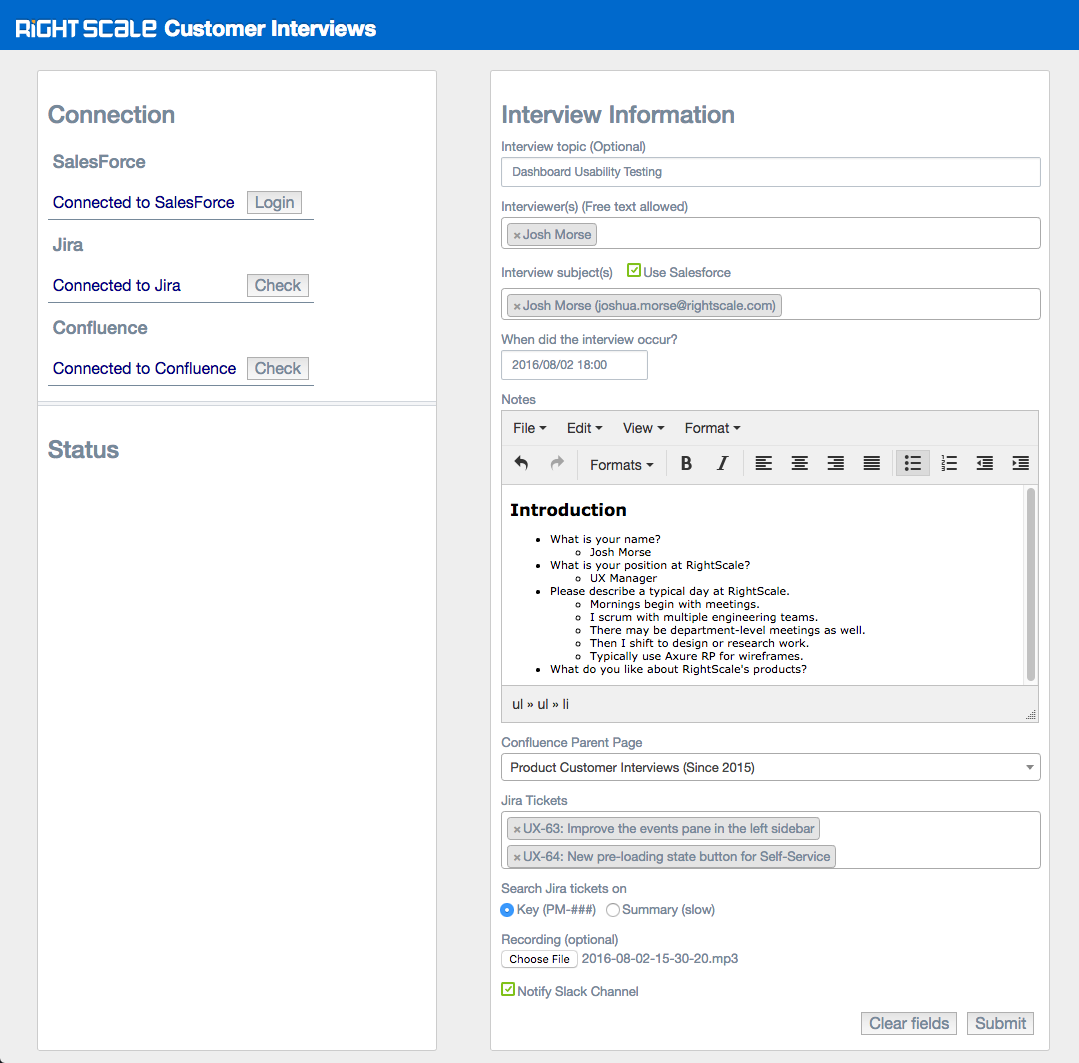 RIGHTSCALE Customer Interviews
Connection
SalesForce
Connected to SalesForce Login
Jira
Connected to Jira Check
Confluence
Connected to Confluence Check
Status
Interview Information
Interview topic (Optional)
Dashboard Usability Testing
Interviewer(s) (Free text allowed)
×Josh Morse
Interview subject(s) Use Salesforce
×Josh Morse (joshua.morse@rightscale.com)
When did the interview occur?
2016/08/02 18:00
Notes
File Edit View Format
Formats B I
Introduction
What is your name?
Josh Morse
What is your position at RightScale?
UX Manager
Please describe a typical day at RightScale.
Mornings begin with meetings.
I scrum with multiple engineering teams.
There may be department-level meetings as well.
Then I shift to design or research work.
Typically use Axure RP for wireframes.
What do you like about RightScale's products?
ul » ul » li
Confluence Parent Page
Product Customer Interviews (Since 2015)
Jira Tickets
×UX-63: Improve the events pane in the left sidebar
×UX-64: New pre-loading state button for Self-Service
Search Jira tickets on
Key (PM-###) Summary (slow)
Recording (optional)
Choose File 2016-08-02-15-30-20.mp3
Notify Slack Channel
Clear fields Submit